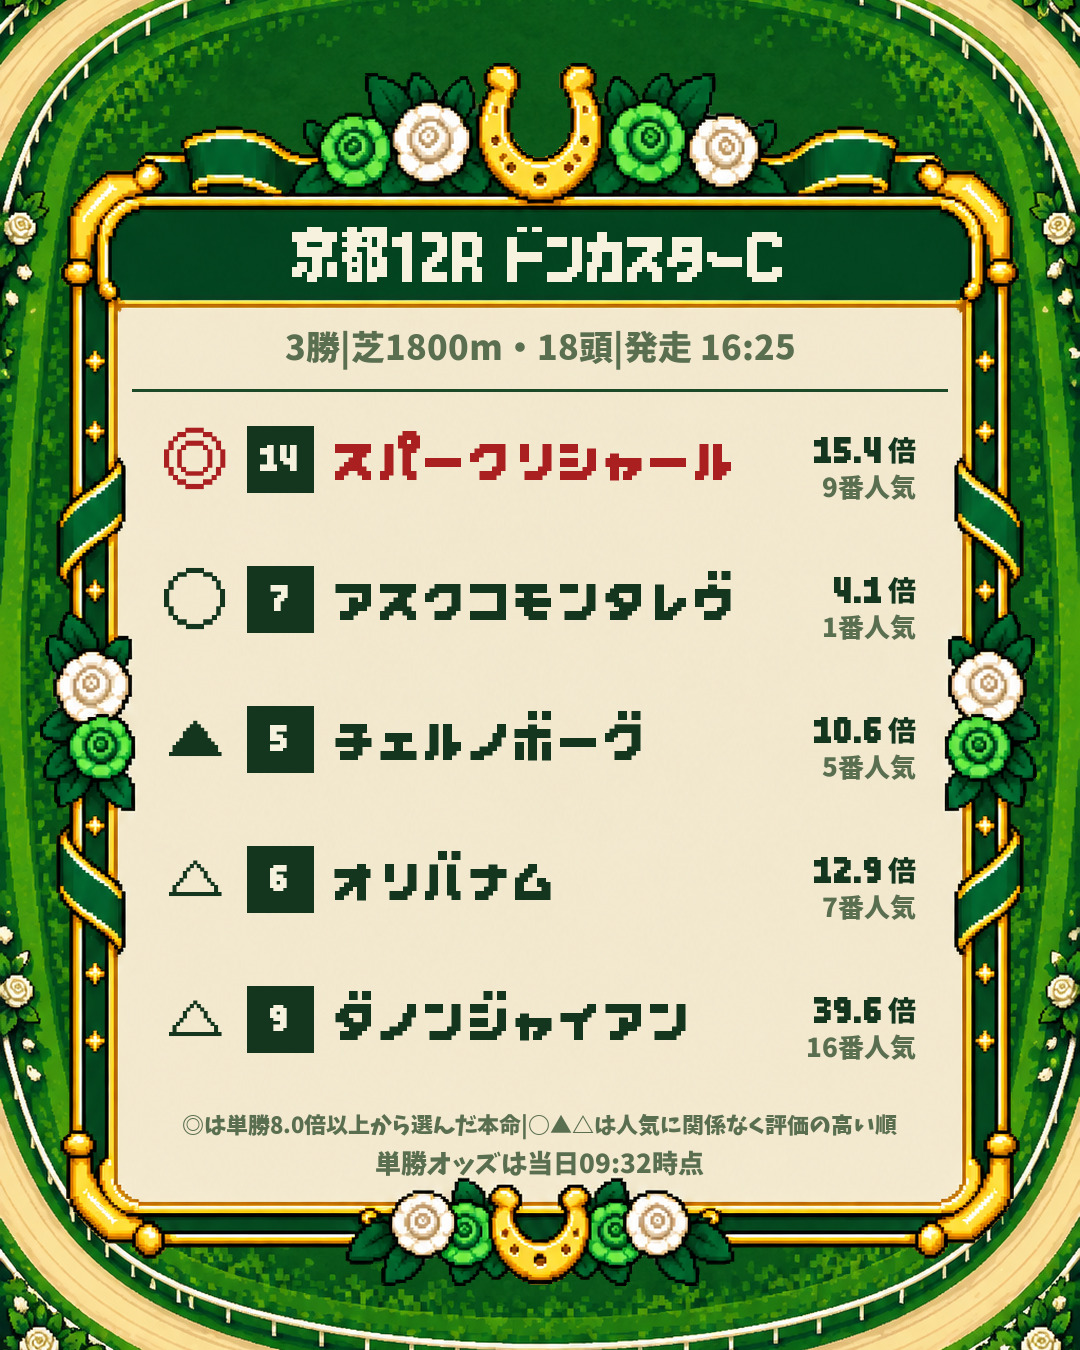 京都12R ドンカスターC
3勝|芝1800m・18頭|発走 16:25
◎ 14 スパークリシャール 15.4倍
9番人気
○ 7 アスクコモンタレヴ 4.1倍
1番人気
▲ 5 チェルノボーグ 10.6倍
5番人気
△ 6 オリバナム 12.9倍
7番人気
△ 9 ダノンジャイアン 39.6倍
16番人気
◎は単勝8.0倍以上から選んだ本命|○▲△は人気に関係なく評価の高い順
単勝オッズは当日09:32時点